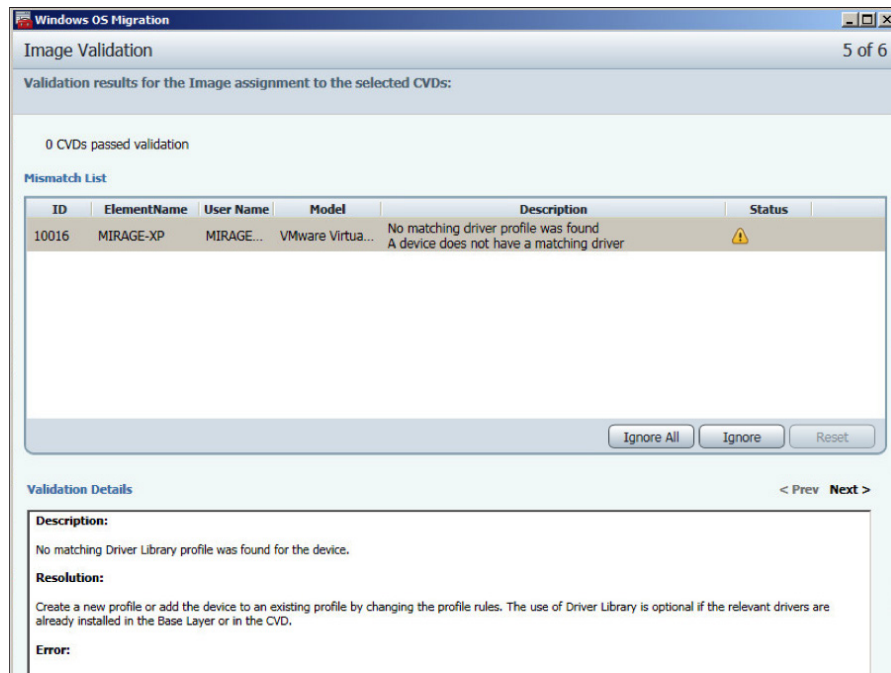 Windows OS Migration
Image Validation
5 of 6
Validation results for the Image assignment to the selected CVDs:
0 CVDs passed validation
Mismatch List
ID ElementName User Name Model Description Status
10016 MIRAGE-XP MIRAGE... VMware Virtua... No matching driver profile was found
A device does not have a matching driver
Ignore All Ignore Reset
Validation Details
< Prev Next >
Description:
No matching Driver Library profile was found for the device.
Resolution:
Create a new profile or add the device to an existing profile by changing the profile rules. The use of Driver Library is optional if the relevant drivers are
already installed in the Base Layer or in the CVD.
Error: